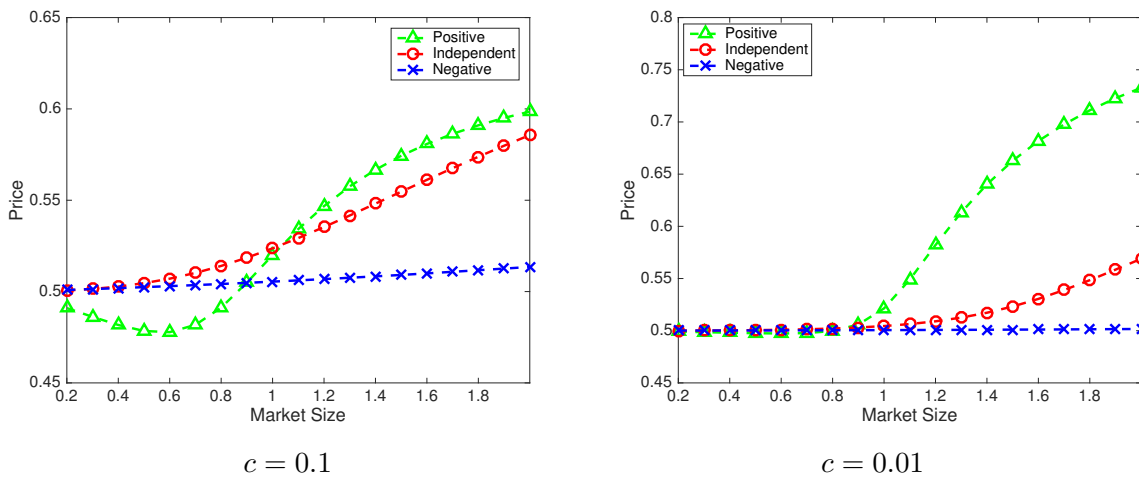 0.65
0.6
0.55
0.5
0.45
Price
0.2 0.4 0.6 0.8 1 1.2 1.4 1.6 1.8
Market Size
Positive
Independent
Negative
c = 0.1
0.8
0.75
0.7
0.65
0.6
0.55
0.5
0.45
Price
0.2 0.4 0.6 0.8 1 1.2 1.4 1.6 1.8
Market Size
Positive
Independent
Negative
c = 0.01